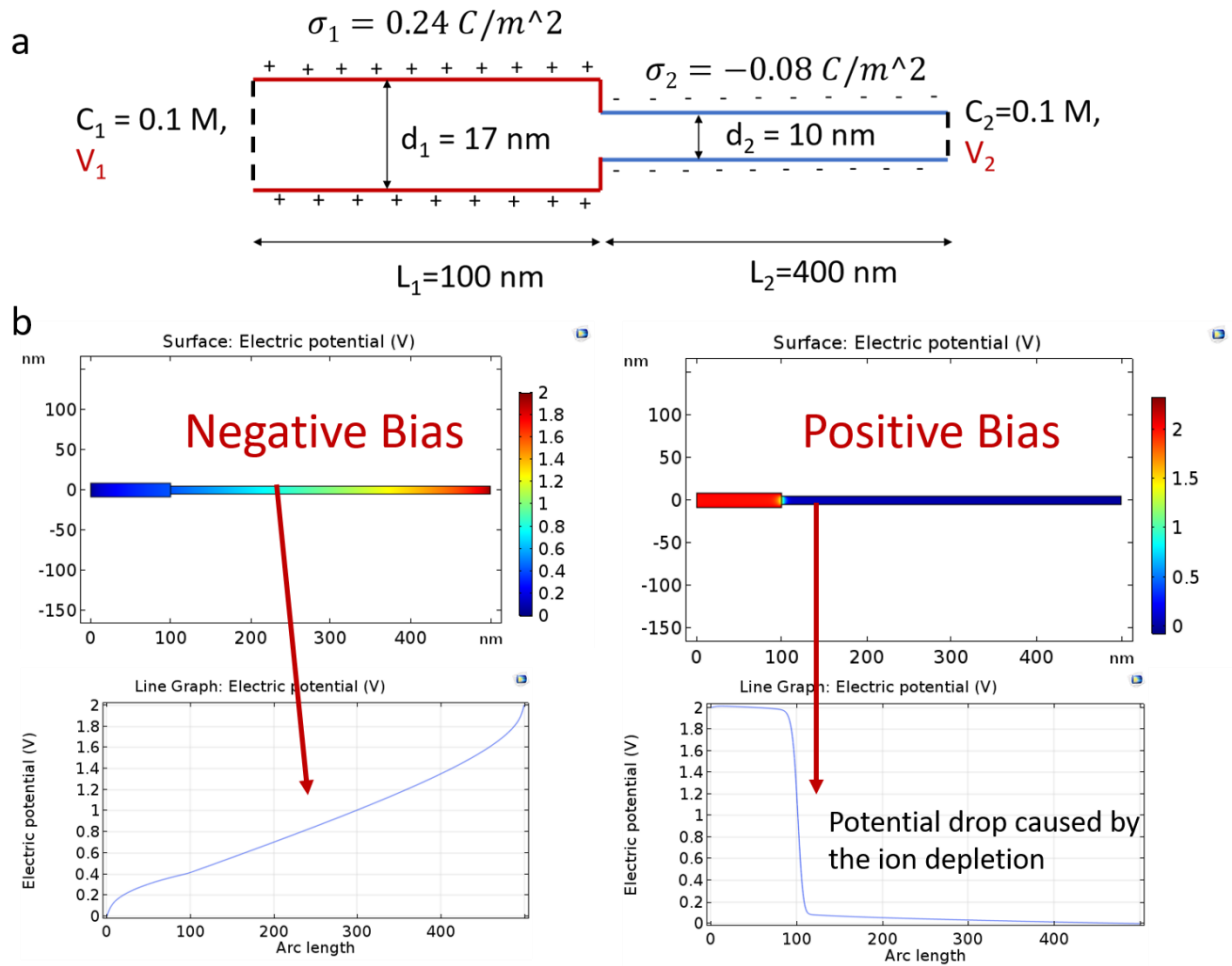 a
σ₁ = 0.24 C/m^2
+ + + + + + + + +
σ₂ = −0.08 C/m^2
- - - - - - - - -
C₁ = 0.1 M,
V₁
d₁ = 17 nm
d₂ = 10 nm
C₂=0.1 M,
V₂
- - - - - - - - -
+ + + + + + + + +
L₁=100 nm
L₂=400 nm
b
Surface: Electric potential (V)
nm
Negative Bias
100
50
0
-50
-100
-150
0 100 200 300 400 nm
2
1.8
1.6
1.4
1.2
1
0.8
0.6
0.4
0.2
0
Surface: Electric potential (V)
nm
Positive Bias
100
50
0
-50
-100
-150
0 100 200 300 400 nm
2
1.5
1
0.5
0
Line Graph: Electric potential (V)
Electric potential (V)
2
1.8
1.6
1.4
1.2
1
0.8
0.6
0.4
0.2
0
0 100 200 300 400
Arc length
Line Graph: Electric potential (V)
Electric potential (V)
2
1.8
1.6
1.4
1.2
1
0.8
0.6
0.4
0.2
0
Potential drop caused by
the ion depletion
0 100 200 300 400
Arc length